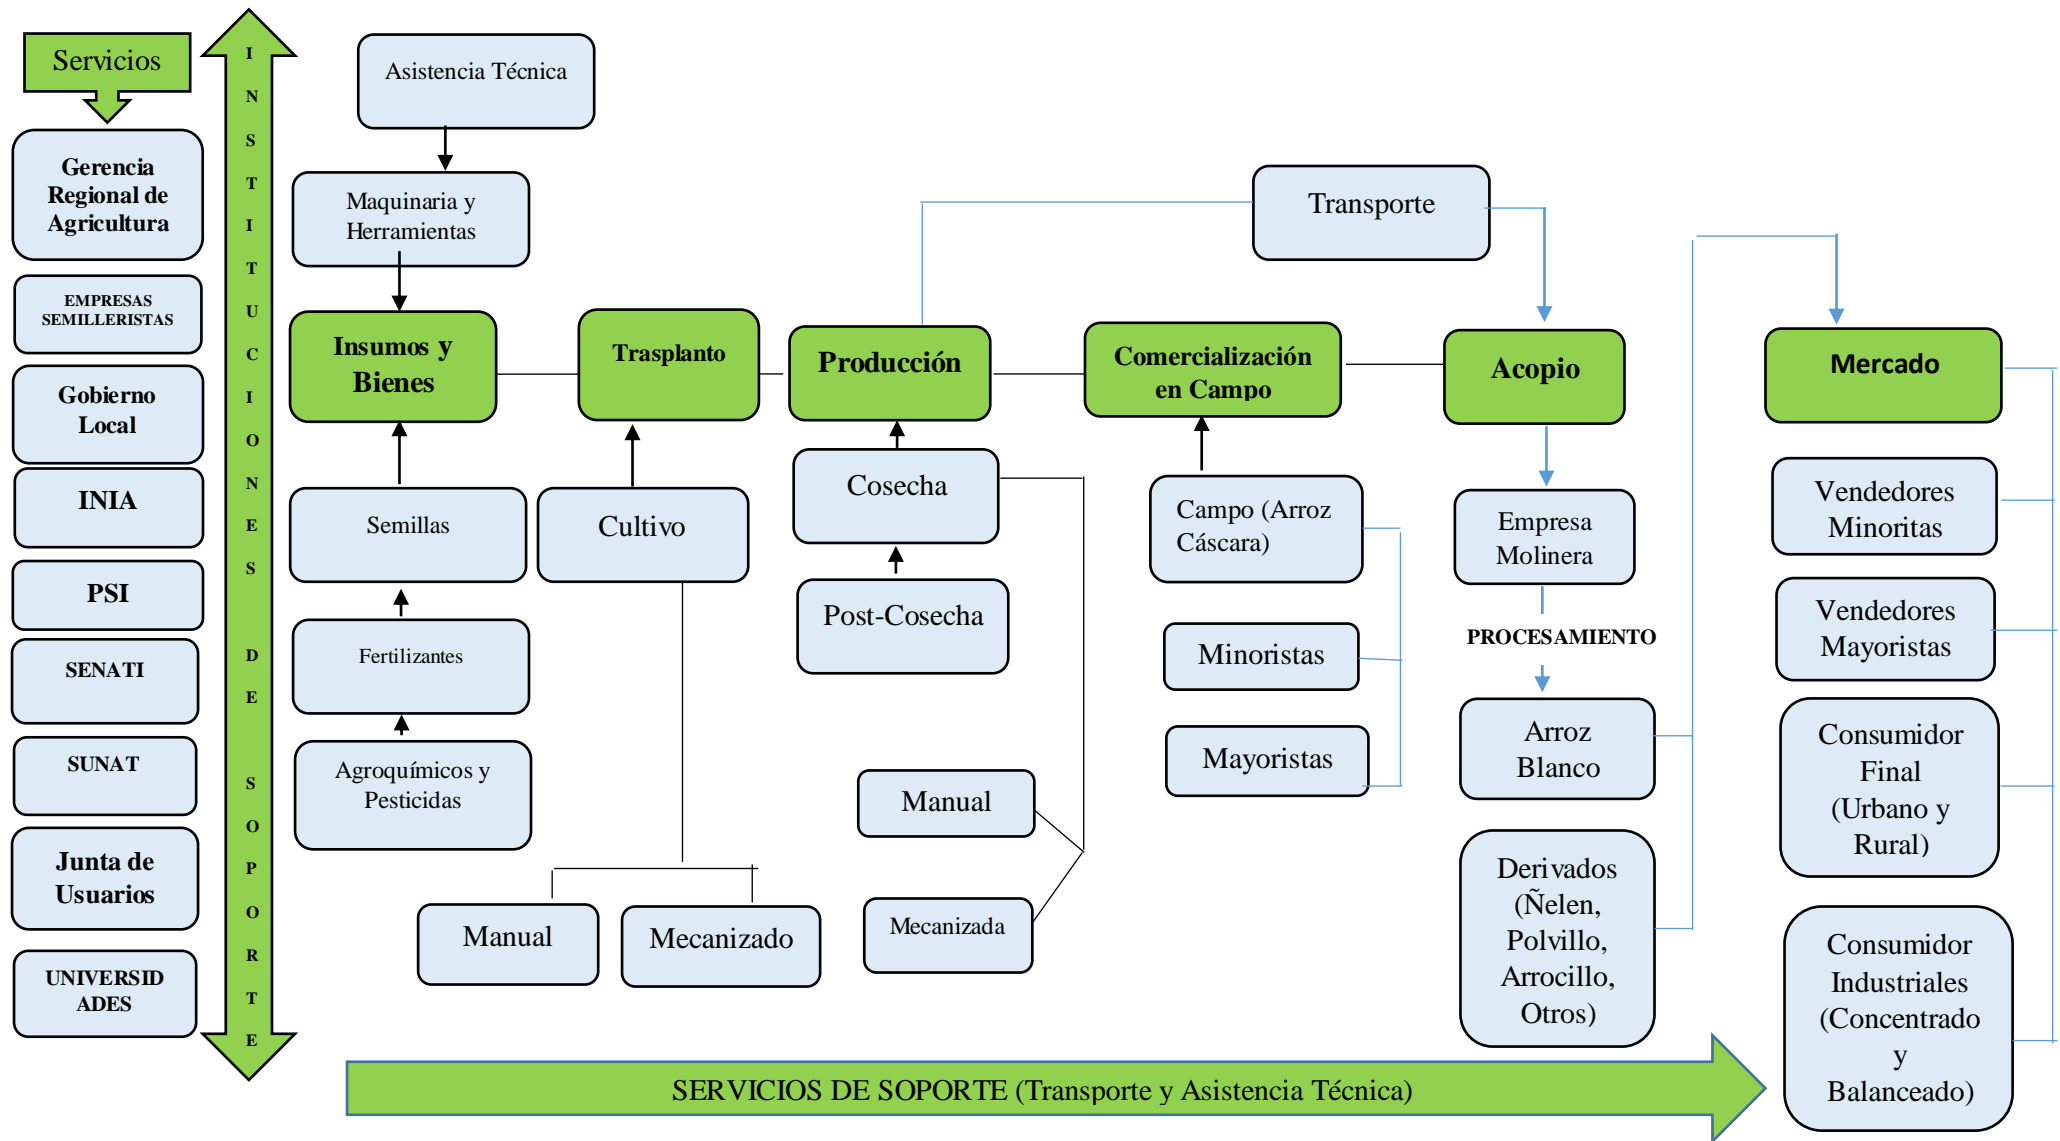 Servicios
Gerencia
Regional de
Agricultura
EMPRESAS
SEMILLERISTAS
Gobierno
Local
INIA
PSI
SENATI
SUNAT
Junta de
Usuarios
UNIVERSID
ADES
I
N
S
T
I
T
U
C
I
O
N
E
S
D
E
S
O
P
O
R
T
E
Asistencia Técnica
Maquinaria y
Herramientas
Insumos y
Bienes
Semillas
Fertilizantes
Agroquímicos y
Pesticidas
Trasplanto
Cultivo
Manual
Mecanizado
Producción
Cosecha
Post-Cosecha
Manual
Mecanizada
Transporte
Comercialización
en Campo
Campo (Arroz
Cáscara)
Minoristas
Mayoristas
Acopio
Empresa
Molinera
PROCESAMIENTO
Arroz
Blanco
Derivados
(Ñelen,
Polvillo,
Arrocillo,
Otros)
Mercado
Vendedores
Minoritas
Vendedores
Mayoristas
Consumidor
Final
(Urbano y
Rural)
Consumidor
Industriales
(Concentrado
y
Balanceado)
SERVICIOS DE SOPORTE (Transporte y Asistencia Técnica)